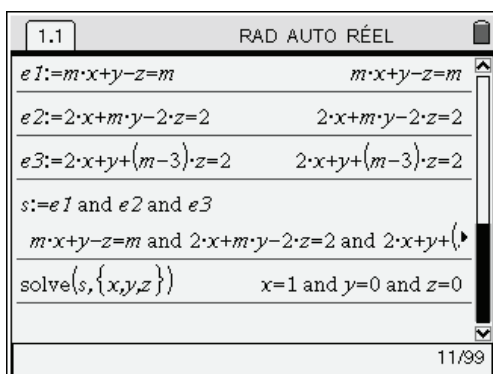 1.1 RAD AUTO RÉEL
e1:=m·x+y−z=m m·x+y−z=m
e2:=2·x+m·y−2·z=2 2·x+m·y−2·z=2
e3:=2·x+y+(m−3)·z=2 2·x+y+(m−3)·z=2
s:=e1 and e2 and e3
m·x+y−z=m and 2·x+m·y−2·z=2 and 2·x+y+(.
solve(s,{x,y,z}) x=1 and y=0 and z=0
11/99